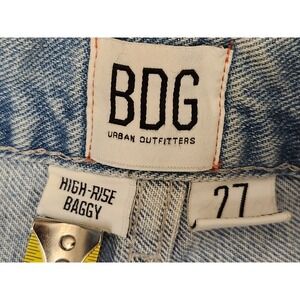 BDG
URBAN OUTFITTERS
HIGH-RISE
BAGGY
27